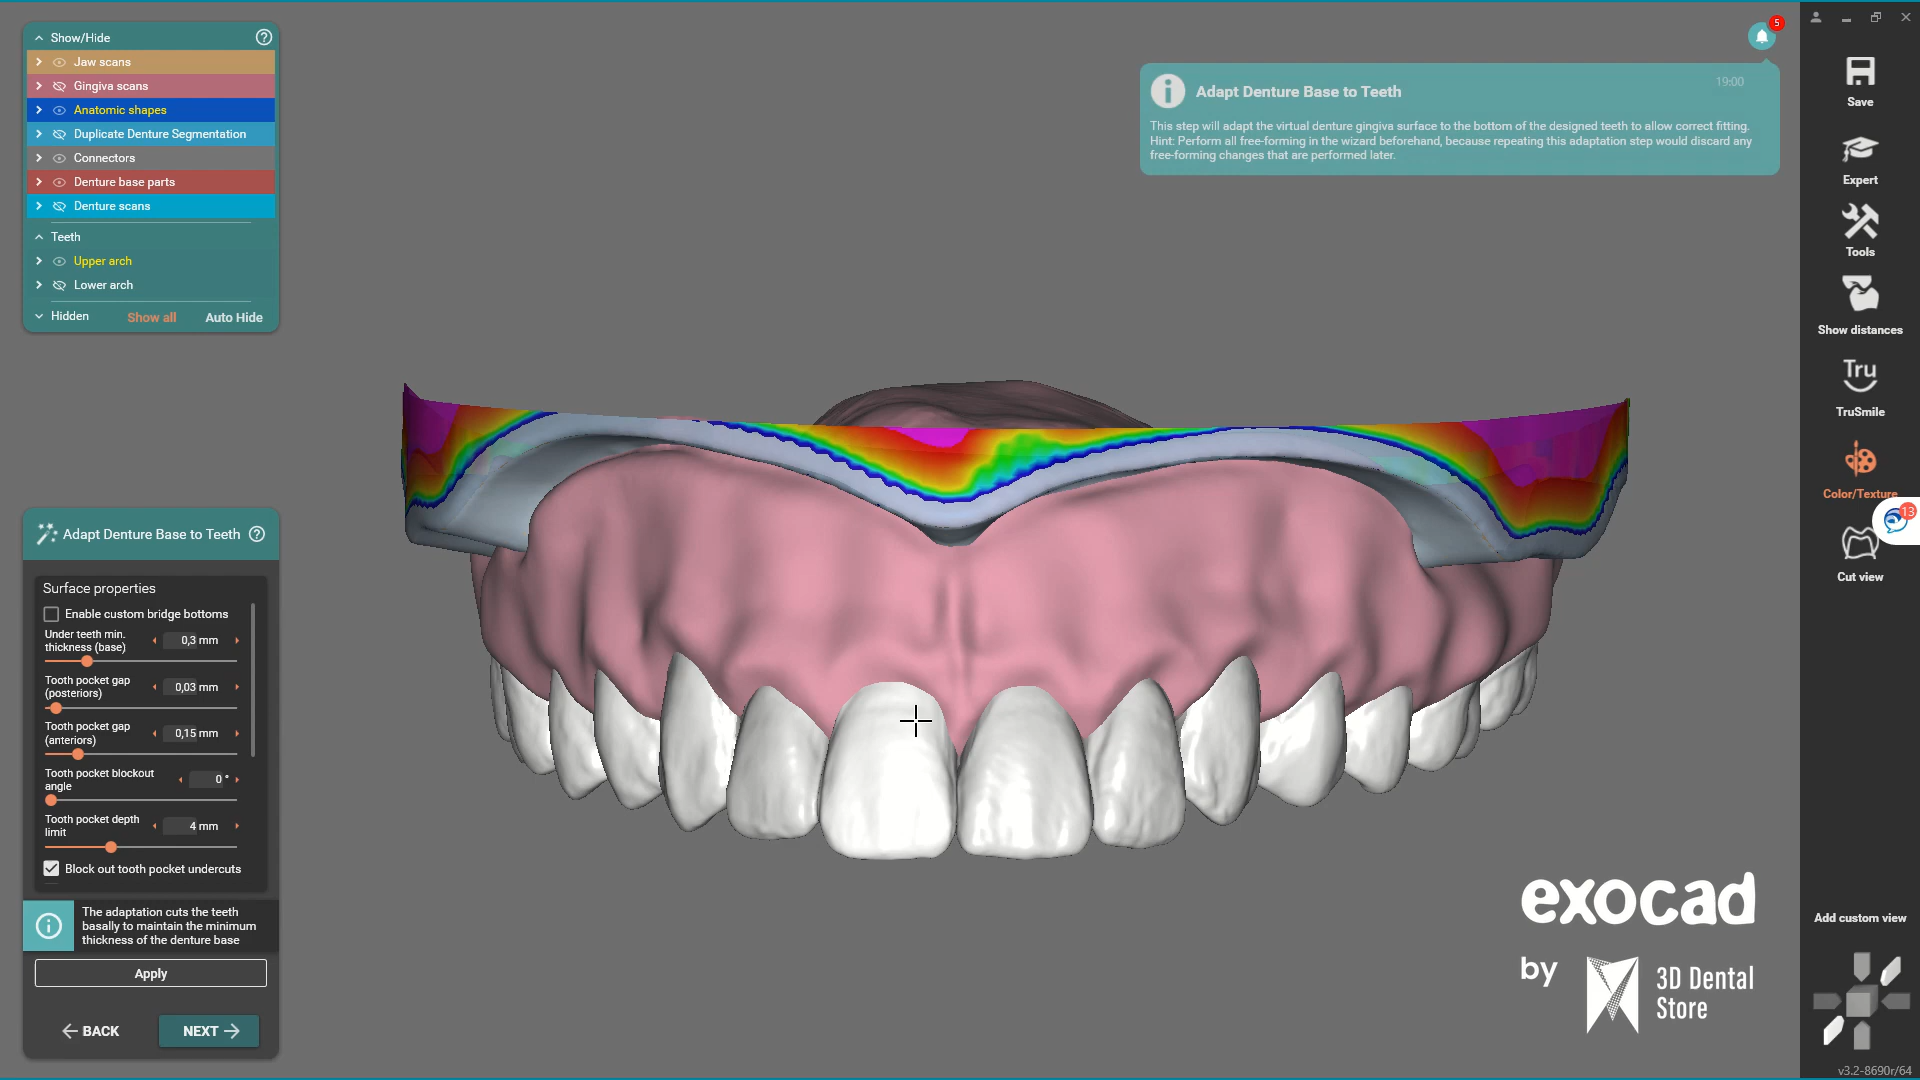 Show/Hide
Jaw scans
Gingiva scans
Anatomic shapes
Duplicate Denture Segmentation
Connectors
Denture base parts
Denture scans
Teeth
Upper arch
Lower arch
Hidden Show all Auto Hide
Adapt Denture Base to Teeth
Surface properties
Enable custom bridge bottoms
Under teeth min.
thickness (base)
0,3 mm
Tooth pocket gap
(posteriors)
0,03 mm
Tooth pocket gap
(anteriors)
0,15 mm
Tooth pocket blockout
angle
0 °
Tooth pocket depth
limit
4 mm
Block out tooth pocket undercuts
The adaptation cuts the teeth
basally to maintain the minimum
thickness of the denture base
Apply
BACK
NEXT
5
Adapt Denture Base to Teeth
19:00
This step will adapt the virtual denture gingiva surface to the bottom of the designed teeth to allow correct fitting.
Hint: Perform all free-forming in the wizard beforehand, because repeating this adaptation step would discard any
free-forming changes that are performed later.
exocad
by
3D Dental
Store
Save
Expert
Tools
Show distances
Tru
TruSmile
Color/Texture
13
Cut view
Add custom view
v3.2-8690r/64